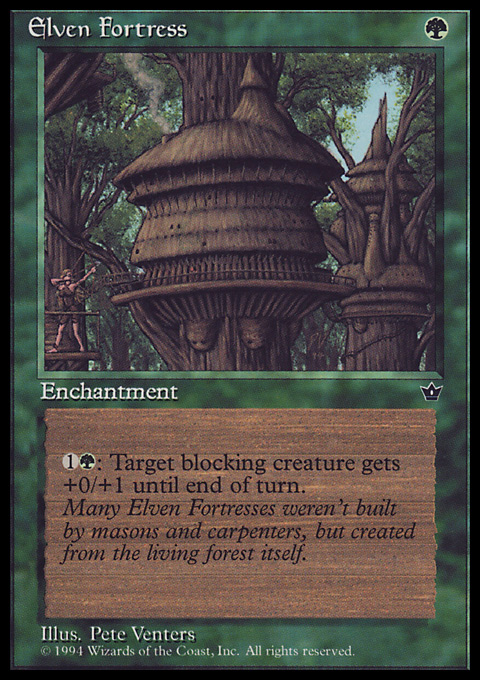 Elven Fortress
Enchantment
1: Target blocking creature gets
+0/+1 until end of turn.
Many Elven Fortresses weren't built
by masons and carpenters, but created
from the living forest itself.
Illus. Pete Venters
© 1994 Wizards of the Coast, Inc. All rights reserved.